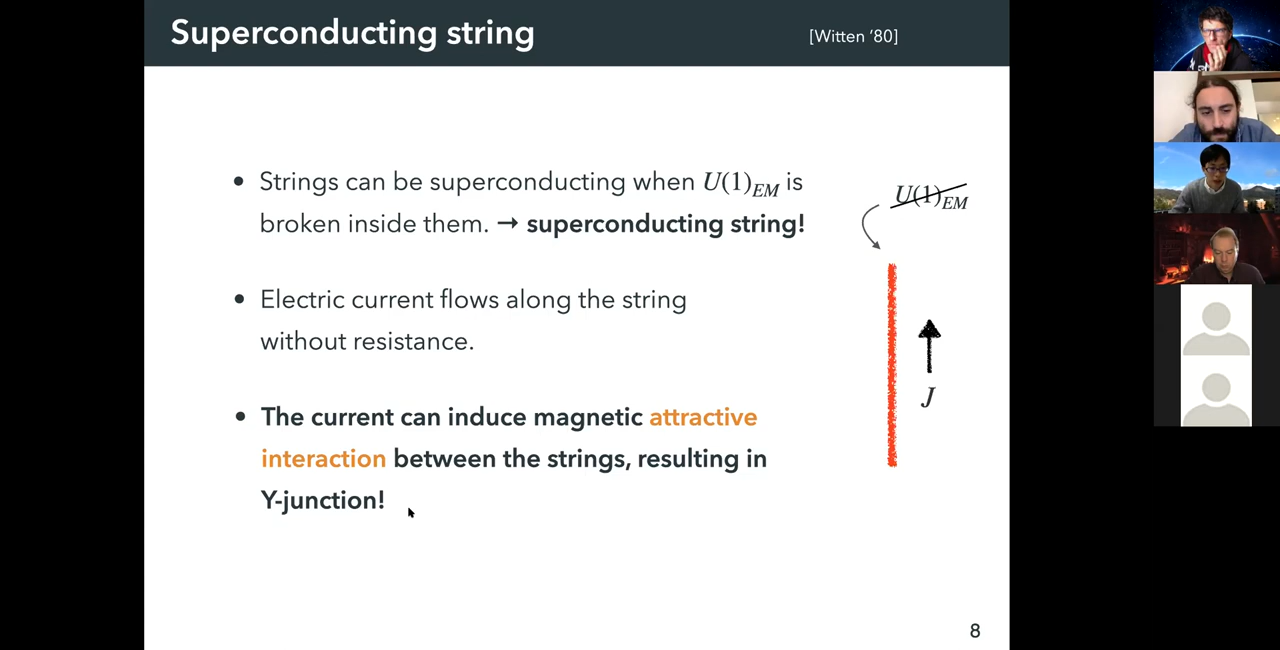 Superconducting string
[Witten ‘80]
• Strings can be superconducting when U(1)_EM is
broken inside them. → superconducting string!
• Electric current flows along the string
without resistance.
• The current can induce magnetic attractive
interaction between the strings, resulting in
Y-junction!
U(1)_EM
J
8